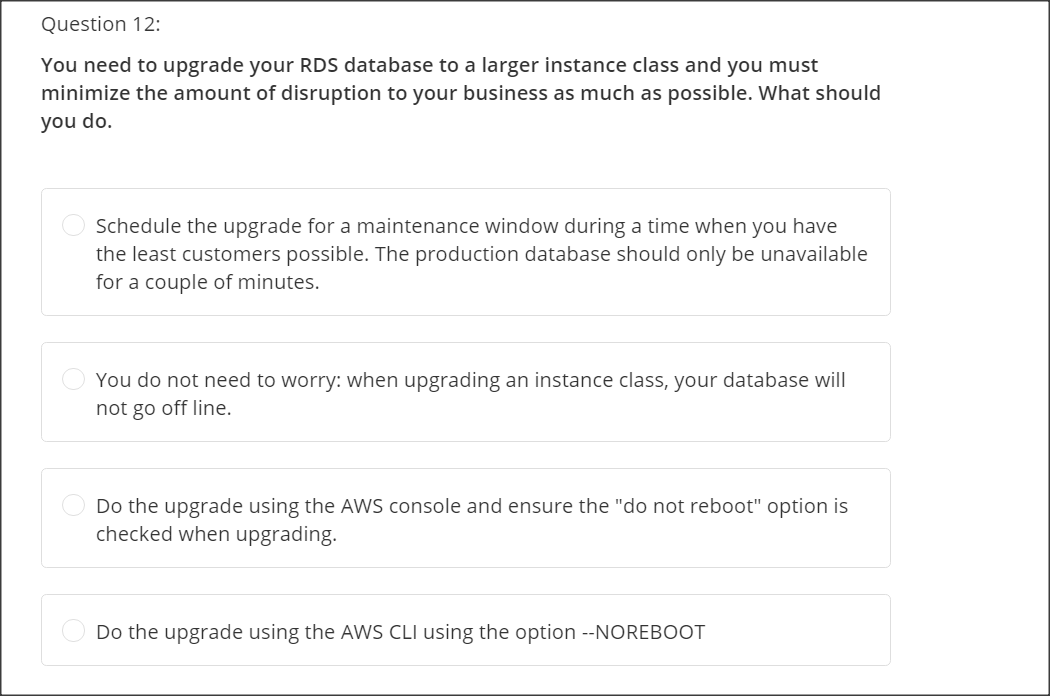 Question 12:
You need to upgrade your RDS database to a larger instance class and you must
minimize the amount of disruption to your business as much as possible. What should
you do.
Schedule the upgrade for a maintenance window during a time when you have
the least customers possible. The production database should only be unavailable
for a couple of minutes.
You do not need to worry: when upgrading an instance class, your database will
not go off line.
Do the upgrade using the AWS console and ensure the "do not reboot" option is
checked when upgrading.
Do the upgrade using the AWS CLI using the option --NOREBOOT